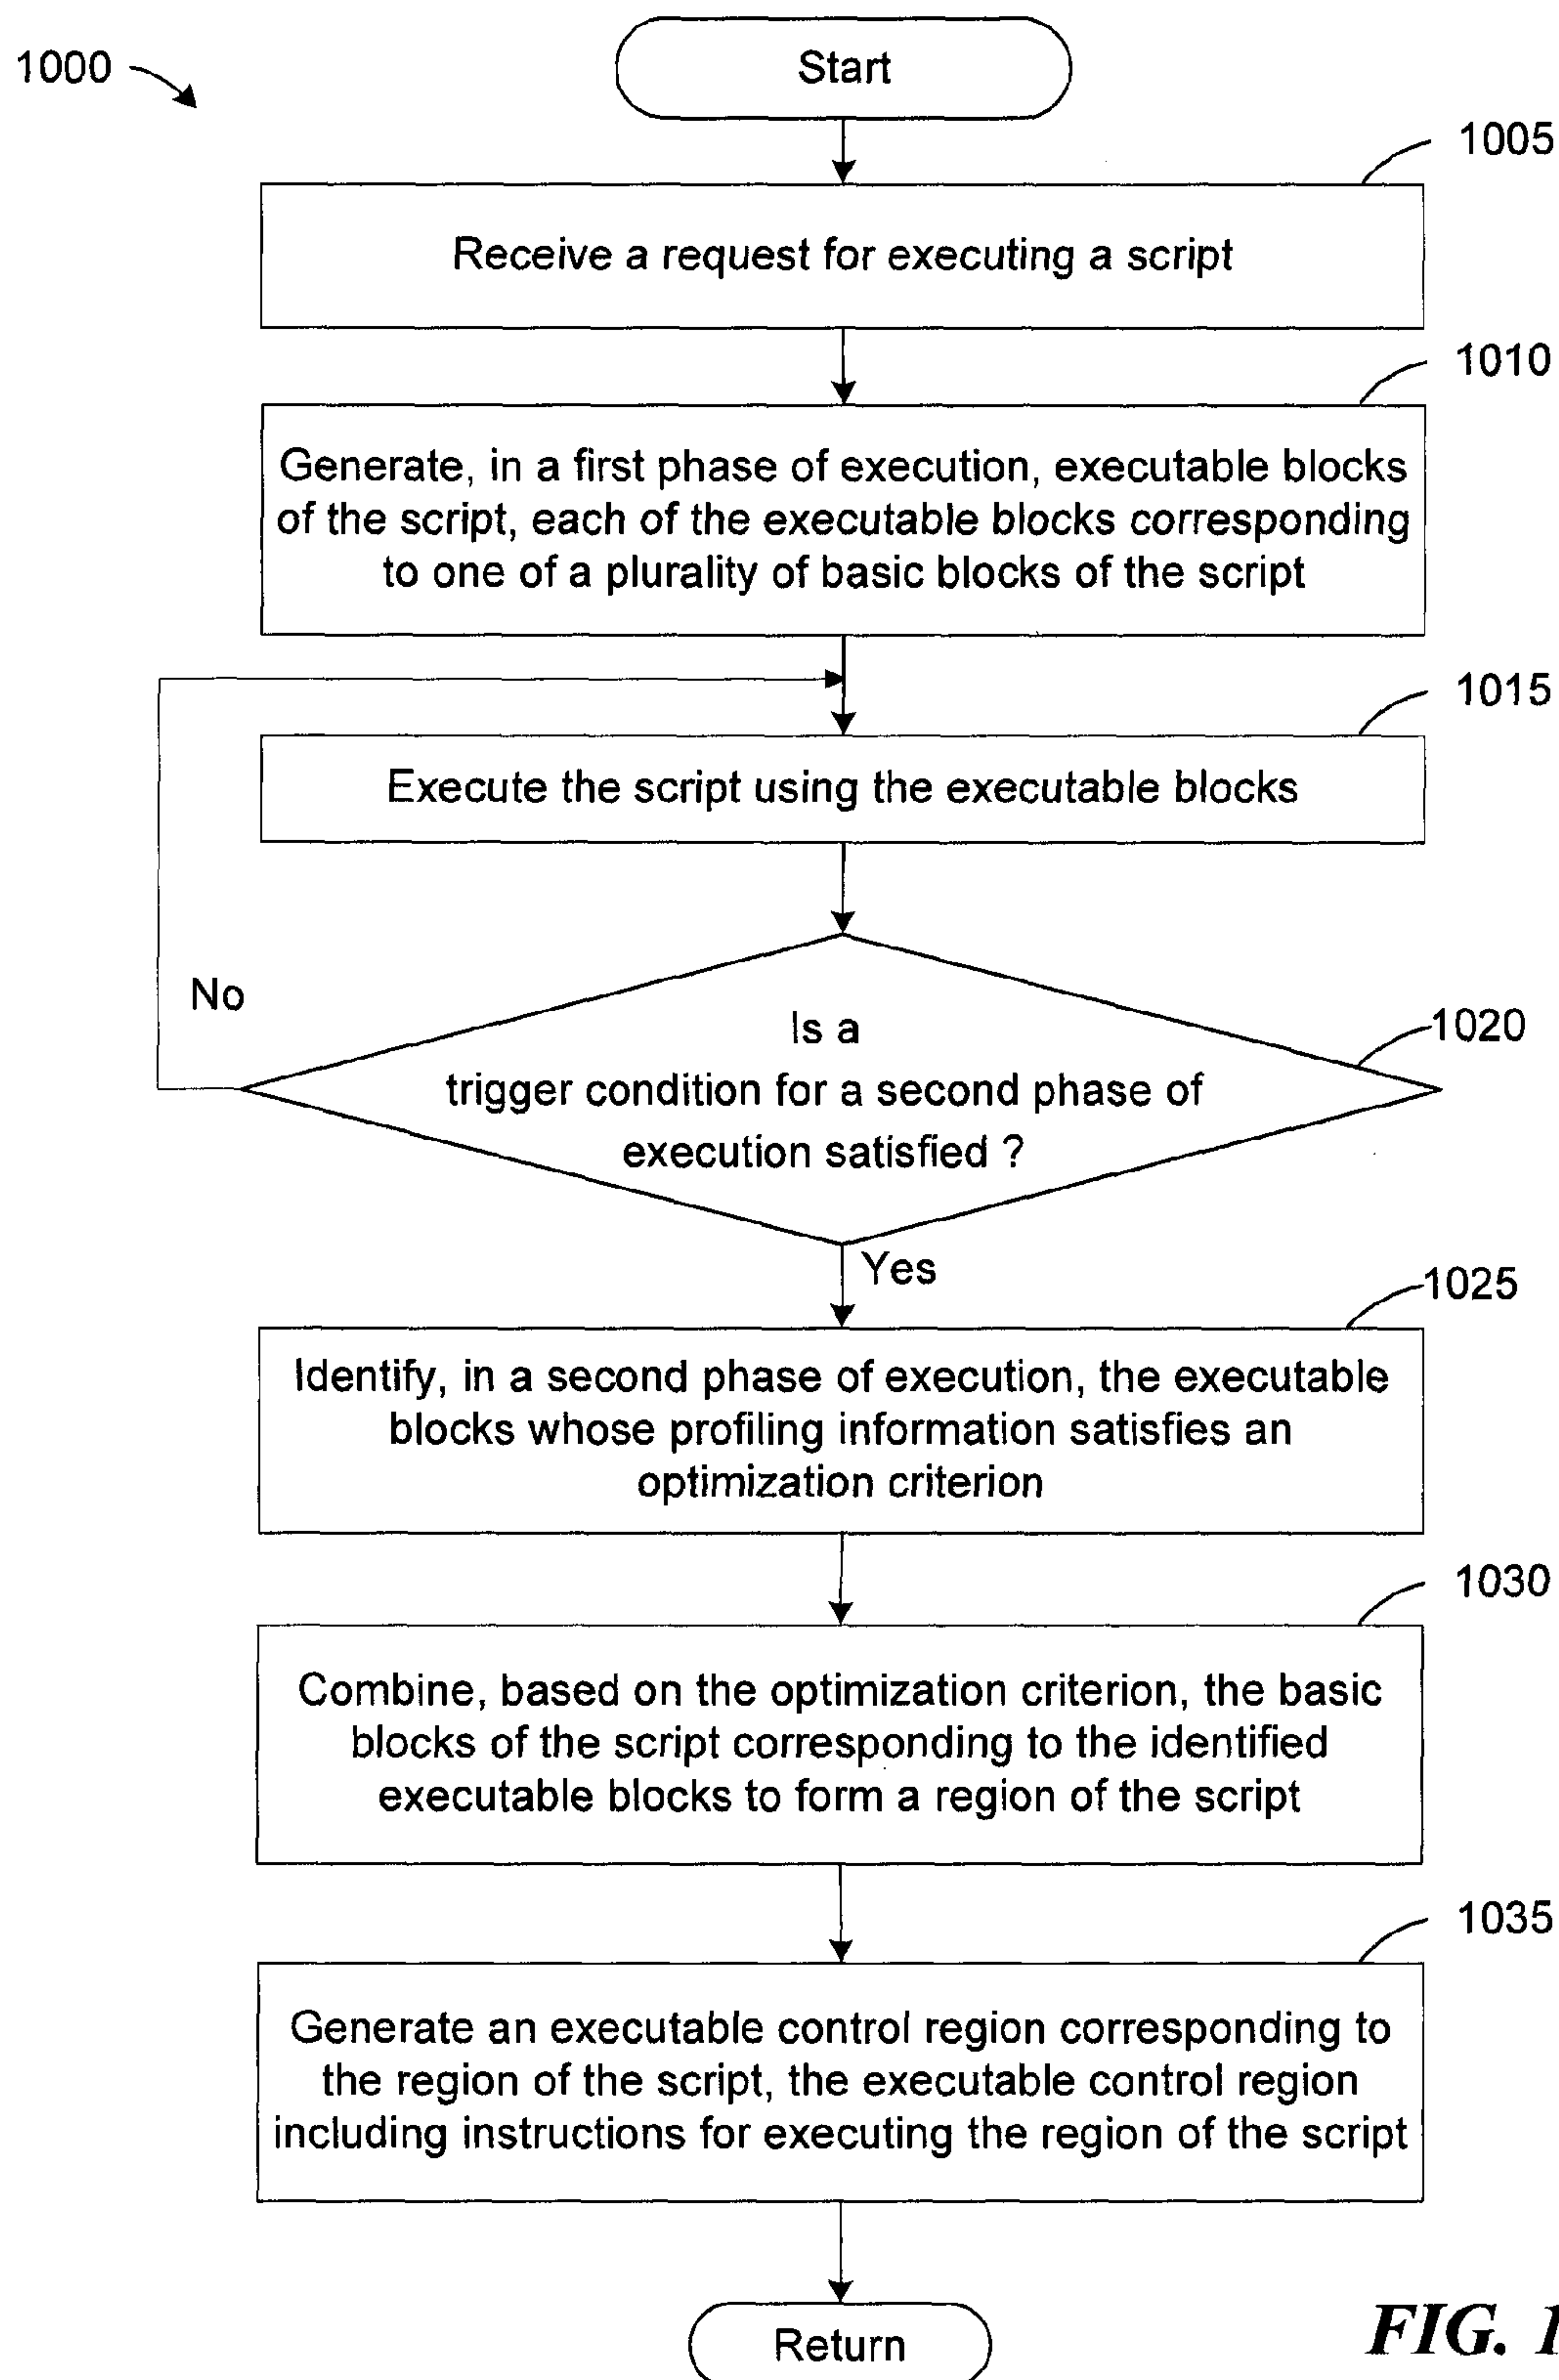 1000
Start
1005
Receive a request for executing a script
1010
Generate, in a first phase of execution, executable blocks
of the script, each of the executable blocks corresponding
to one of a plurality of basic blocks of the script
1015
Execute the script using the executable blocks
No
Is a
1020
trigger condition for a second phase of
execution satisfied ?
Yes
1025
Identify, in a second phase of execution, the executable
blocks whose profiling information satisfies an
optimization criterion
1030
Combine, based on the optimization criterion, the basic
blocks of the script corresponding to the identified
executable blocks to form a region of the script
1035
Generate an executable control region corresponding to
the region of the script, the executable control region
including instructions for executing the region of the script
Return
FIG. 1